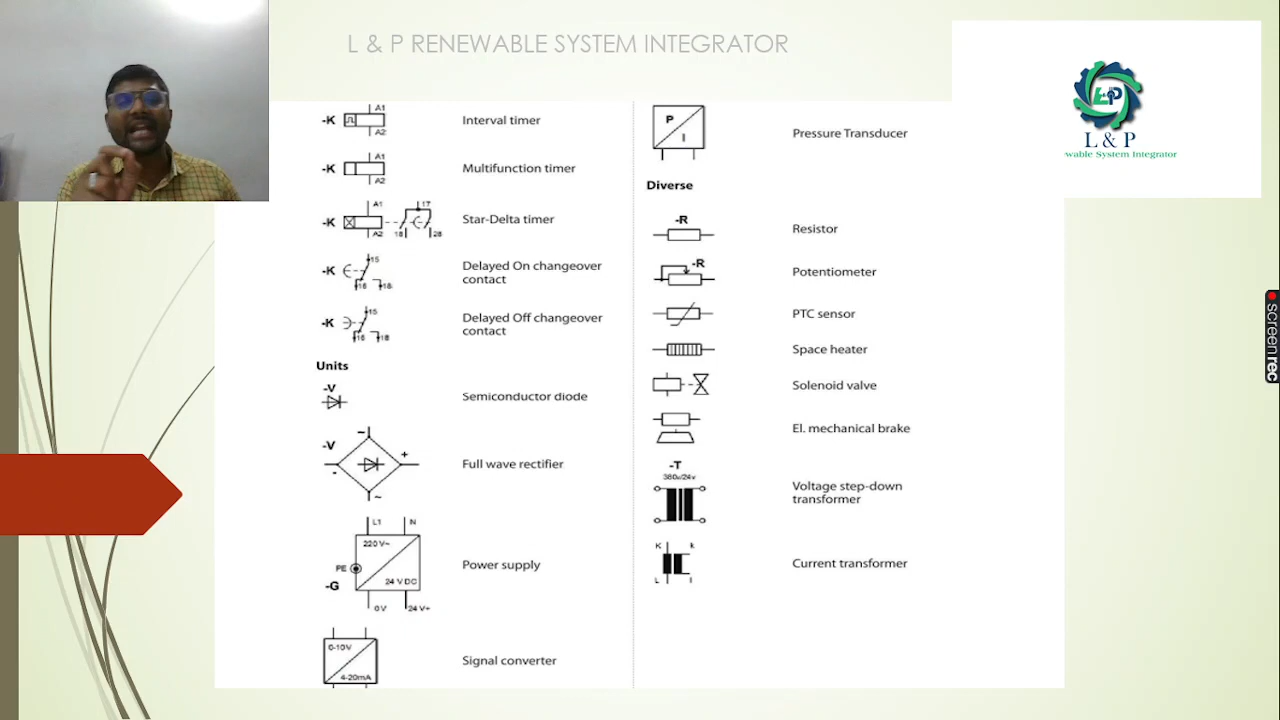 L & P RENEWABLE SYSTEM INTEGRATOR
L & P
wable System Integrator
-K
A1
A2
Interval timer
-K
A1
A2
Multifunction timer
-K
A1
A2
17
18
28
Star-Delta timer
-K
15
16
18
Delayed On changeover
contact
-K
15
16
18
Delayed Off changeover
contact
Units
-V
Semiconductor diode
-V
~
+
-
~
Full wave rectifier
L1
N
220 V~
PE
24 V DC
-G
0V
24 V+
Power supply
0-10V
4-20mA
Signal converter
P
I
Pressure Transducer
Diverse
-R
Resistor
-R
Potentiometer
PTC sensor
Space heater
Solenoid valve
El. mechanical brake
-T
380v/24v
Voltage step-down
transformer
K
k
L
l
Current transformer
screenrec